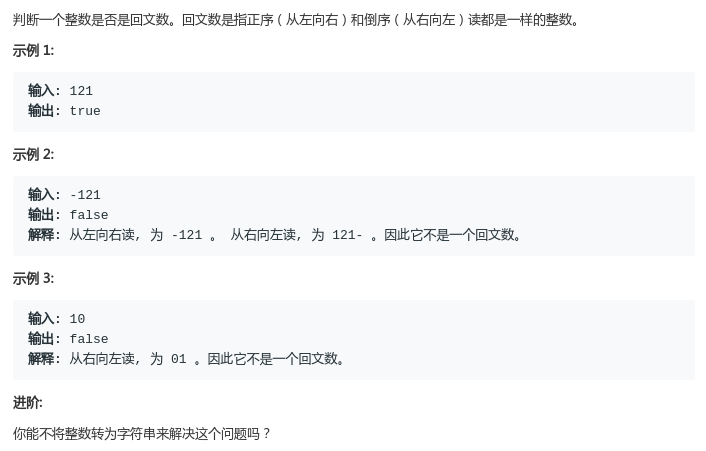 判断一个整数是否是回文数。回文数是指正序（从左向右）和倒序（从右向左）读都是一样的整数。
示例 1:
输入: 121
输出: true
示例 2:
输入: -121
输出: false
解释: 从左向右读, 为 -121 。 从右向左读, 为 121- 。因此它不是一个回文数。
示例 3:
输入: 10
输出: false
解释: 从右向左读, 为 01 。因此它不是一个回文数。
进阶:
你能不将整数转为字符串来解决这个问题吗？